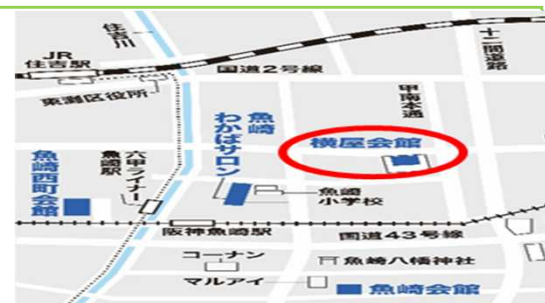 住吉川
JR
住吉駅
国道2号線
十二間道路
東灘区役所
甲南本通
魚崎
わかばサロン
横屋会館
魚崎西町会館
六甲ライナー
魚崎駅
魚崎
小学校
阪神魚崎駅
国道43号線
コーナン
魚崎八幡神社
マルアイ
魚崎会館